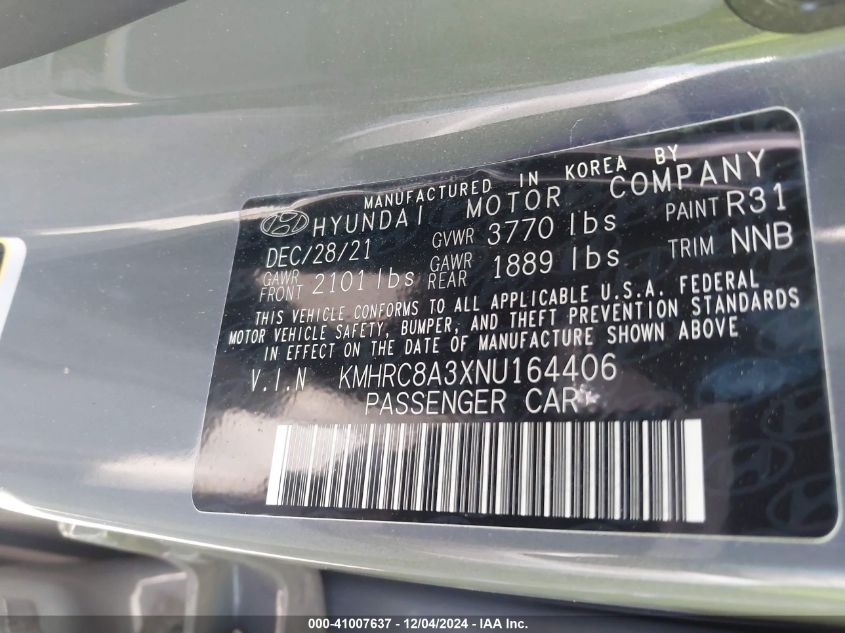 MANUFACTURED IN KOREA BY
HYUNDAI MOTOR COMPANY
DEC/28/21 GVWR 3770 lbs PAINT R31
GAWR FRONT 2101 lbs GAWR REAR 1889 lbs TRIM NNB
THIS VEHICLE CONFORMS TO ALL APPLICABLE U.S.A. FEDERAL
MOTOR VEHICLE SAFETY, BUMPER, AND THEFT PREVENTION STANDARDS
IN EFFECT ON THE DATE OF MANUFACTURE SHOWN ABOVE
V.I.N KMHRC8A3XNU164406
PASSENGER CAR
000-41007637 - 12/04/2024 - IAA Inc.